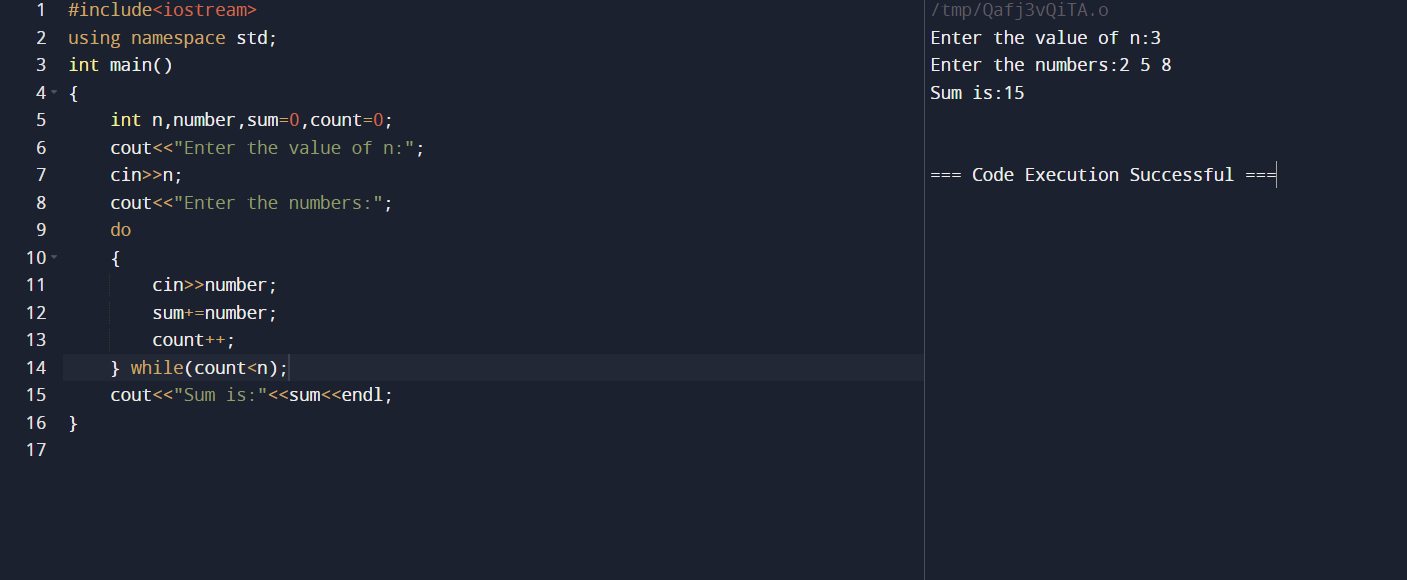 1 #include<iostream>
2 using namespace std;
3 int main()
4 {
5     int n,number,sum=0,count=0;
6     cout<<"Enter the value of n:";
7     cin>>n;
8     cout<<"Enter the numbers:";
9     do
10     {
11         cin>>number;
12         sum+=number;
13         count++;
14     } while(count<n);
15     cout<<"Sum is:"<<sum<<endl;
16 }
17
/tmp/Qafj3vQiTA.o
Enter the value of n:3
Enter the numbers:2 5 8
Sum is:15
=== Code Execution Successful ===